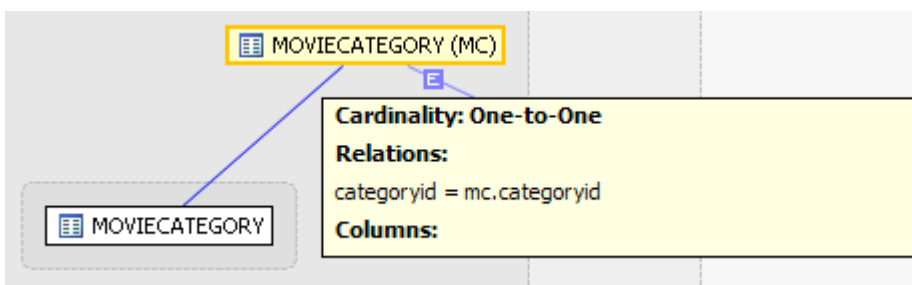 MOVIECATEGORY (MC)
E
Cardinality: One-to-One
Relations:
categoryid = mc.categoryid
MOVIECATEGORY
Columns: